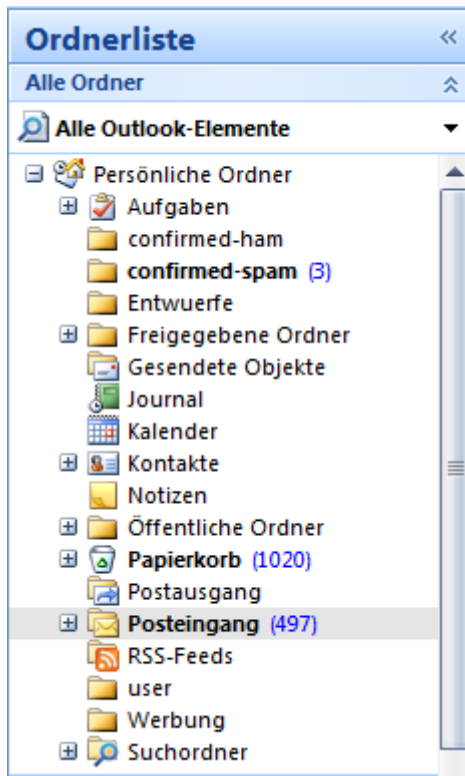 Ordnerliste
Alle Ordner
Alle Outlook-Elemente
Persönliche Ordner
Aufgaben
confirmed-ham
confirmed-spam (3)
Entwuerfe
Freigegebene Ordner
Gesendete Objekte
Journal
Kalender
Kontakte
Notizen
Öffentliche Ordner
Papierkorb (1020)
Postausgang
Posteingang (497)
RSS-Feeds
user
Werbung
Suchordner